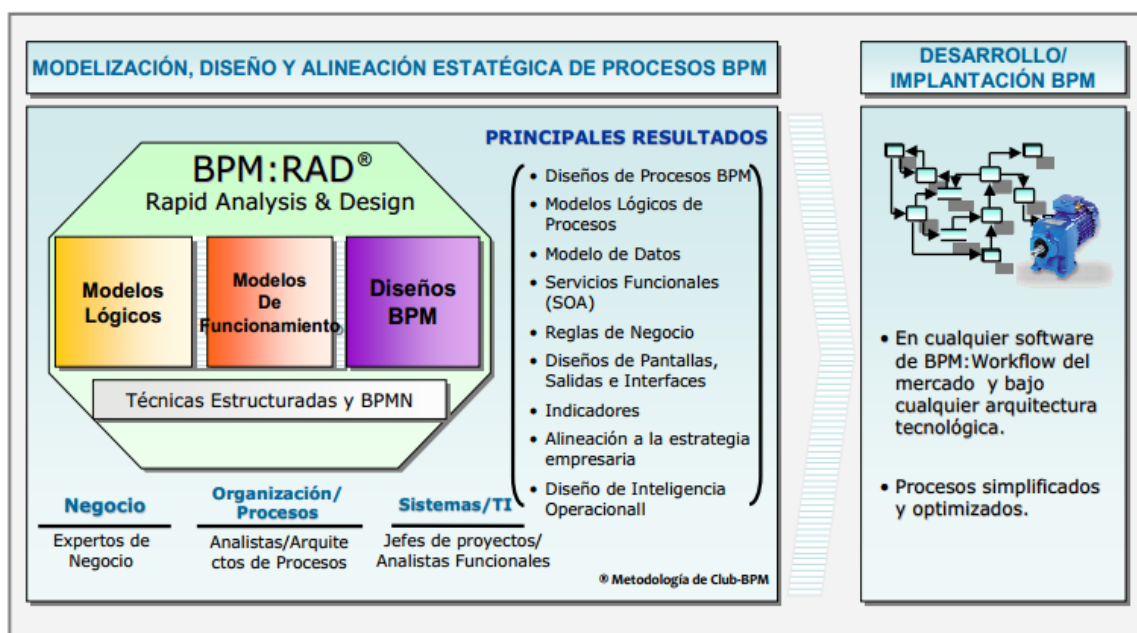 MODELIZACIÓN, DISEÑO Y ALINEACIÓN ESTATÉGICA DE PROCESOS BPM
BPM:RAD®
Rapid Analysis & Design
Modelos
Lógicos
Modelos
De
Funcionamiento
Diseños
BPM
Técnicas Estructuradas y BPMN
Negocio
Expertos de
Negocio
Organización/
Procesos
Analistas/Arquite
ctos de Procesos
Sistemas/TI
Jefes de proyectos/
Analistas Funcionales
PRINCIPALES RESULTADOS
• Diseños de Procesos BPM
• Modelos Lógicos de
Procesos
• Modelo de Datos
• Servicios Funcionales
(SOA)
• Reglas de Negocio
• Diseños de Pantallas,
Salidas e Interfaces
• Indicadores
• Alineación a la estrategia
empresaria
• Diseño de Inteligencia
Operacionall
® Metodología de Club-BPM
DESARROLLO/
IMPLANTACIÓN BPM
• En cualquier software
de BPM:Workflow del
mercado y bajo
cualquier arquitectura
tecnológica.
• Procesos simplificados
y optimizados.